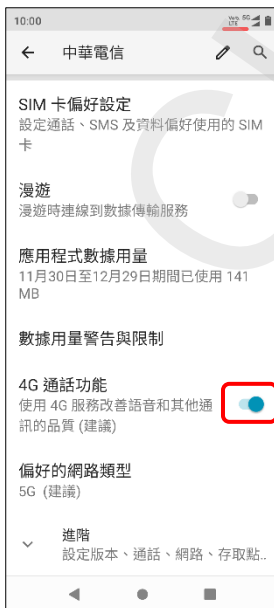 10:00
VoLTE 5G
中華電信
SIM 卡偏好設定
設定通話、SMS 及資料偏好使用的 SIM
卡
漫遊
漫遊時連線到數據傳輸服務
應用程式數據用量
11月30日至12月29日期間已使用 141
MB
數據用量警告與限制
4G 通話功能
使用 4G 服務改善語音和其他通
訊的品質 (建議)
偏好的網路類型
5G (建議)
進階
設定版本、通話、網路、存取點..